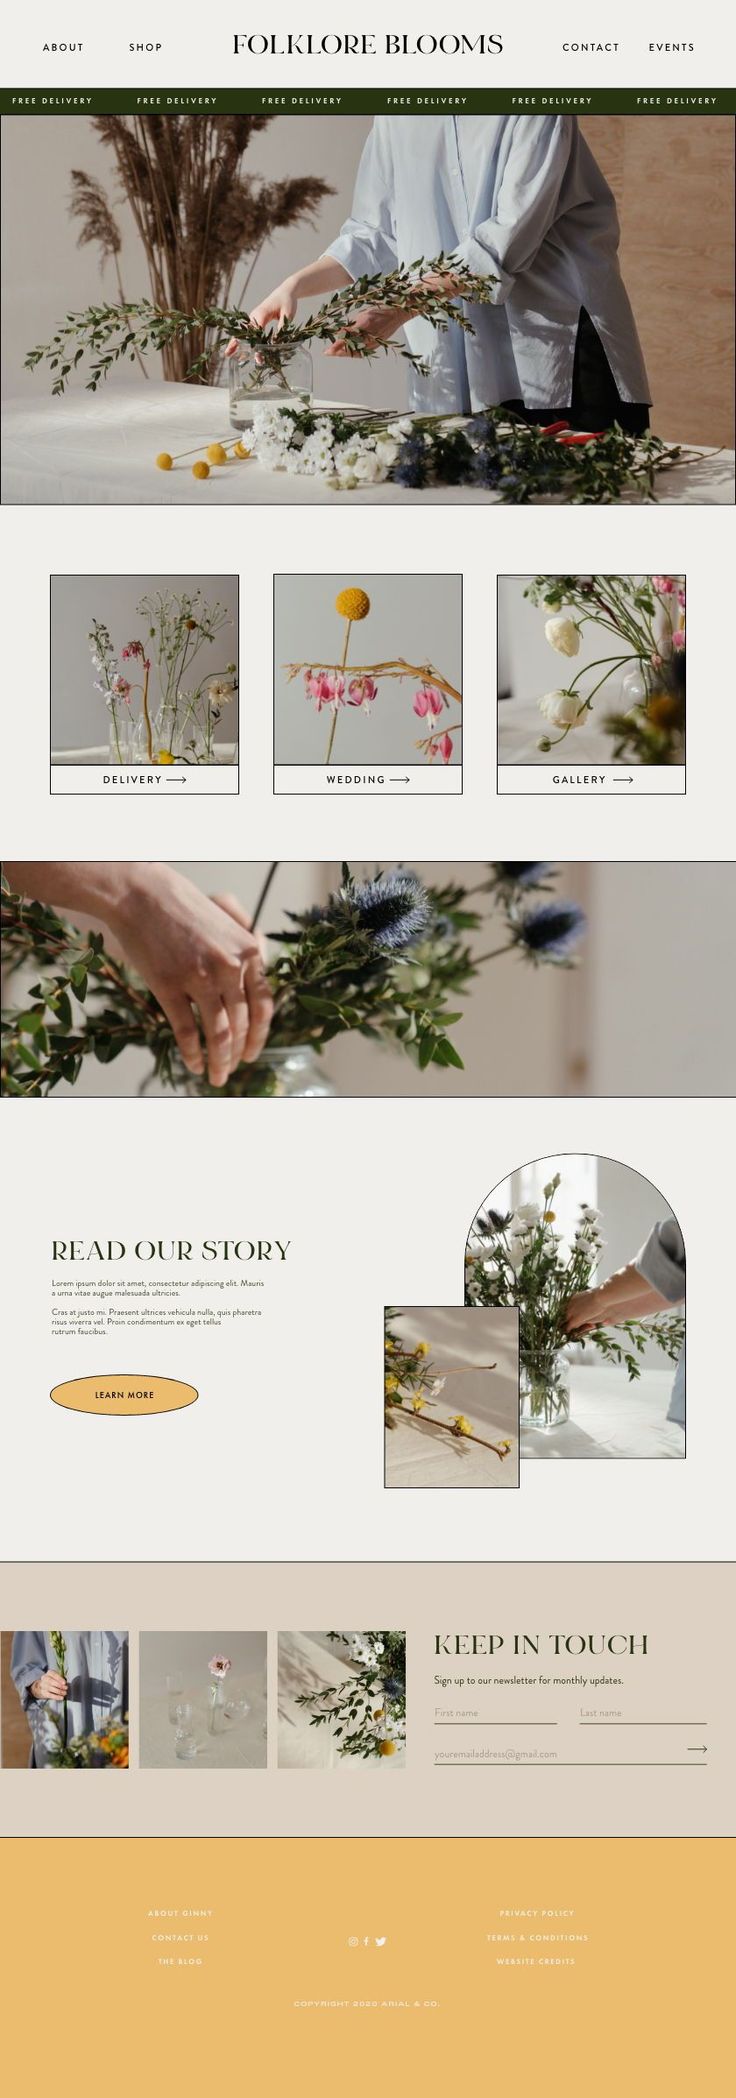 ABOUT
SHOP
FOLKLORE BLOOMS
CONTACT
EVENTS
FREE DELIVERY FREE DELIVERY FREE DELIVERY FREE DELIVERY FREE DELIVERY FREE DELIVERY
DELIVERY
WEDDING
GALLERY
READ OUR STORY
Lorem ipsum dolor sit amet, consectetur adipiscing elit. Mauris
a urna vitae augue malesuada ultricies.
Cras at justo mi. Praesent ultrices vehicula nulla, quis pharetra
risus viverra vel. Proin condimentum ex eget tellus
rutrum faucibus.
LEARN MORE
KEEP IN TOUCH
Sign up to our newsletter for monthly updates.
First name
Last name
youremailaddress@gmail.com
ABOUT GINNY
CONTACT US
THE BLOG
PRIVACY POLICY
TERMS & CONDITIONS
WEBSITE CREDITS
COPYRIGHT 2020 ARIAL & CO.